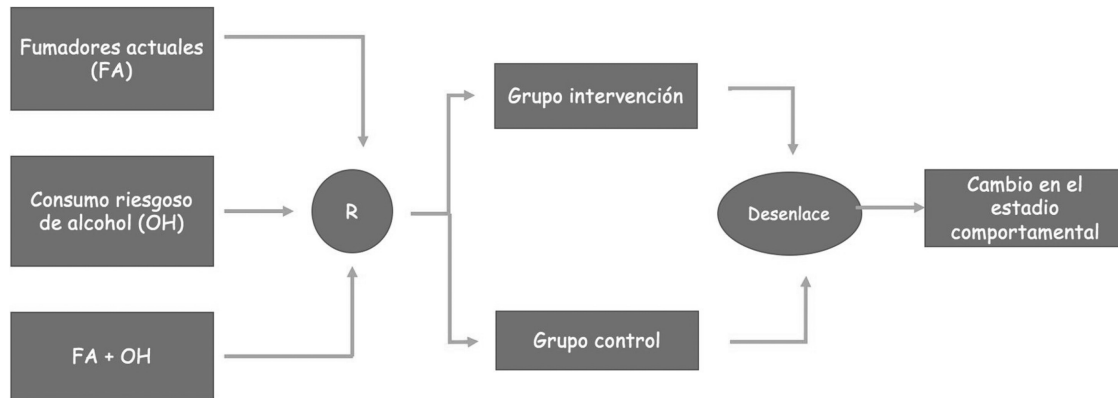 Fumadores actuales
(FA)
Consumo riesgoso
de alcohol (OH)
FA + OH
R
Grupo intervención
Grupo control
Desenlace
Cambio en el
estadio
comportamental